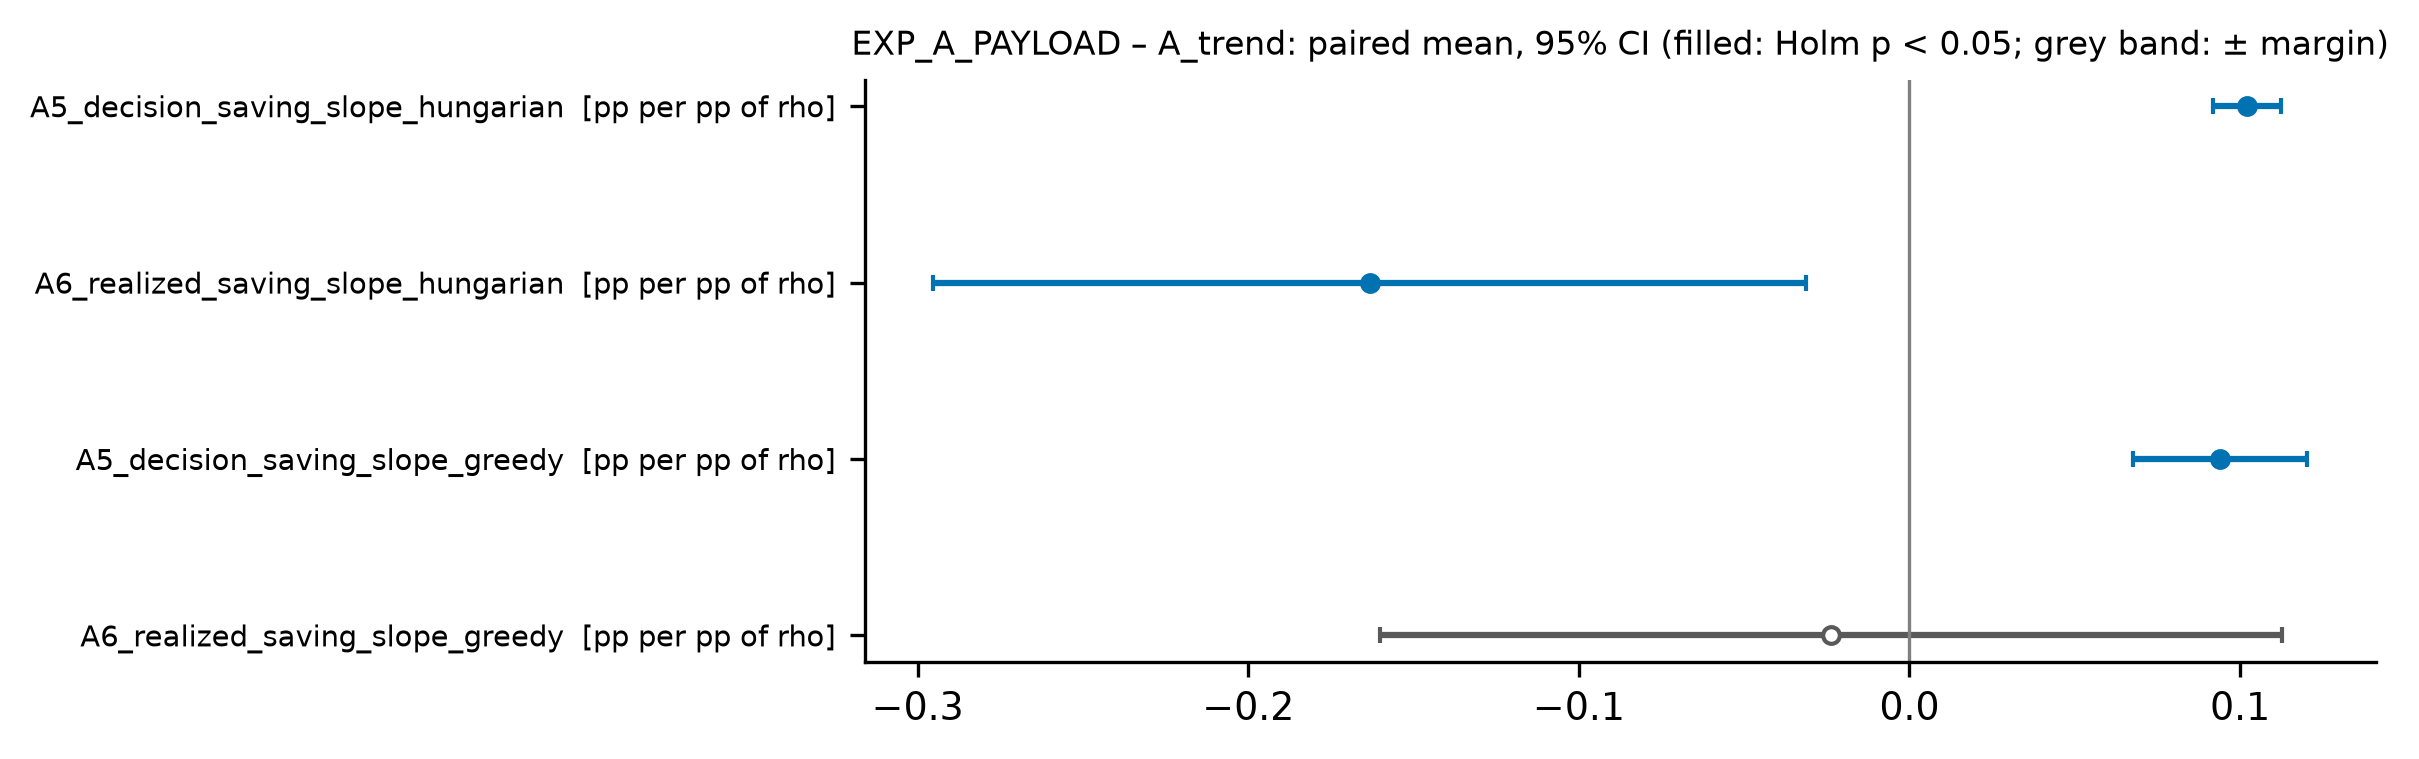 EXP_A_PAYLOAD – A_trend: paired mean, 95% CI (filled: Holm p < 0.05; grey band: ± margin)
A5_decision_saving_slope_hungarian [pp per pp of rho]
A6_realized_saving_slope_hungarian [pp per pp of rho]
A5_decision_saving_slope_greedy [pp per pp of rho]
A6_realized_saving_slope_greedy [pp per pp of rho]
−0.3 −0.2 −0.1 0.0 0.1